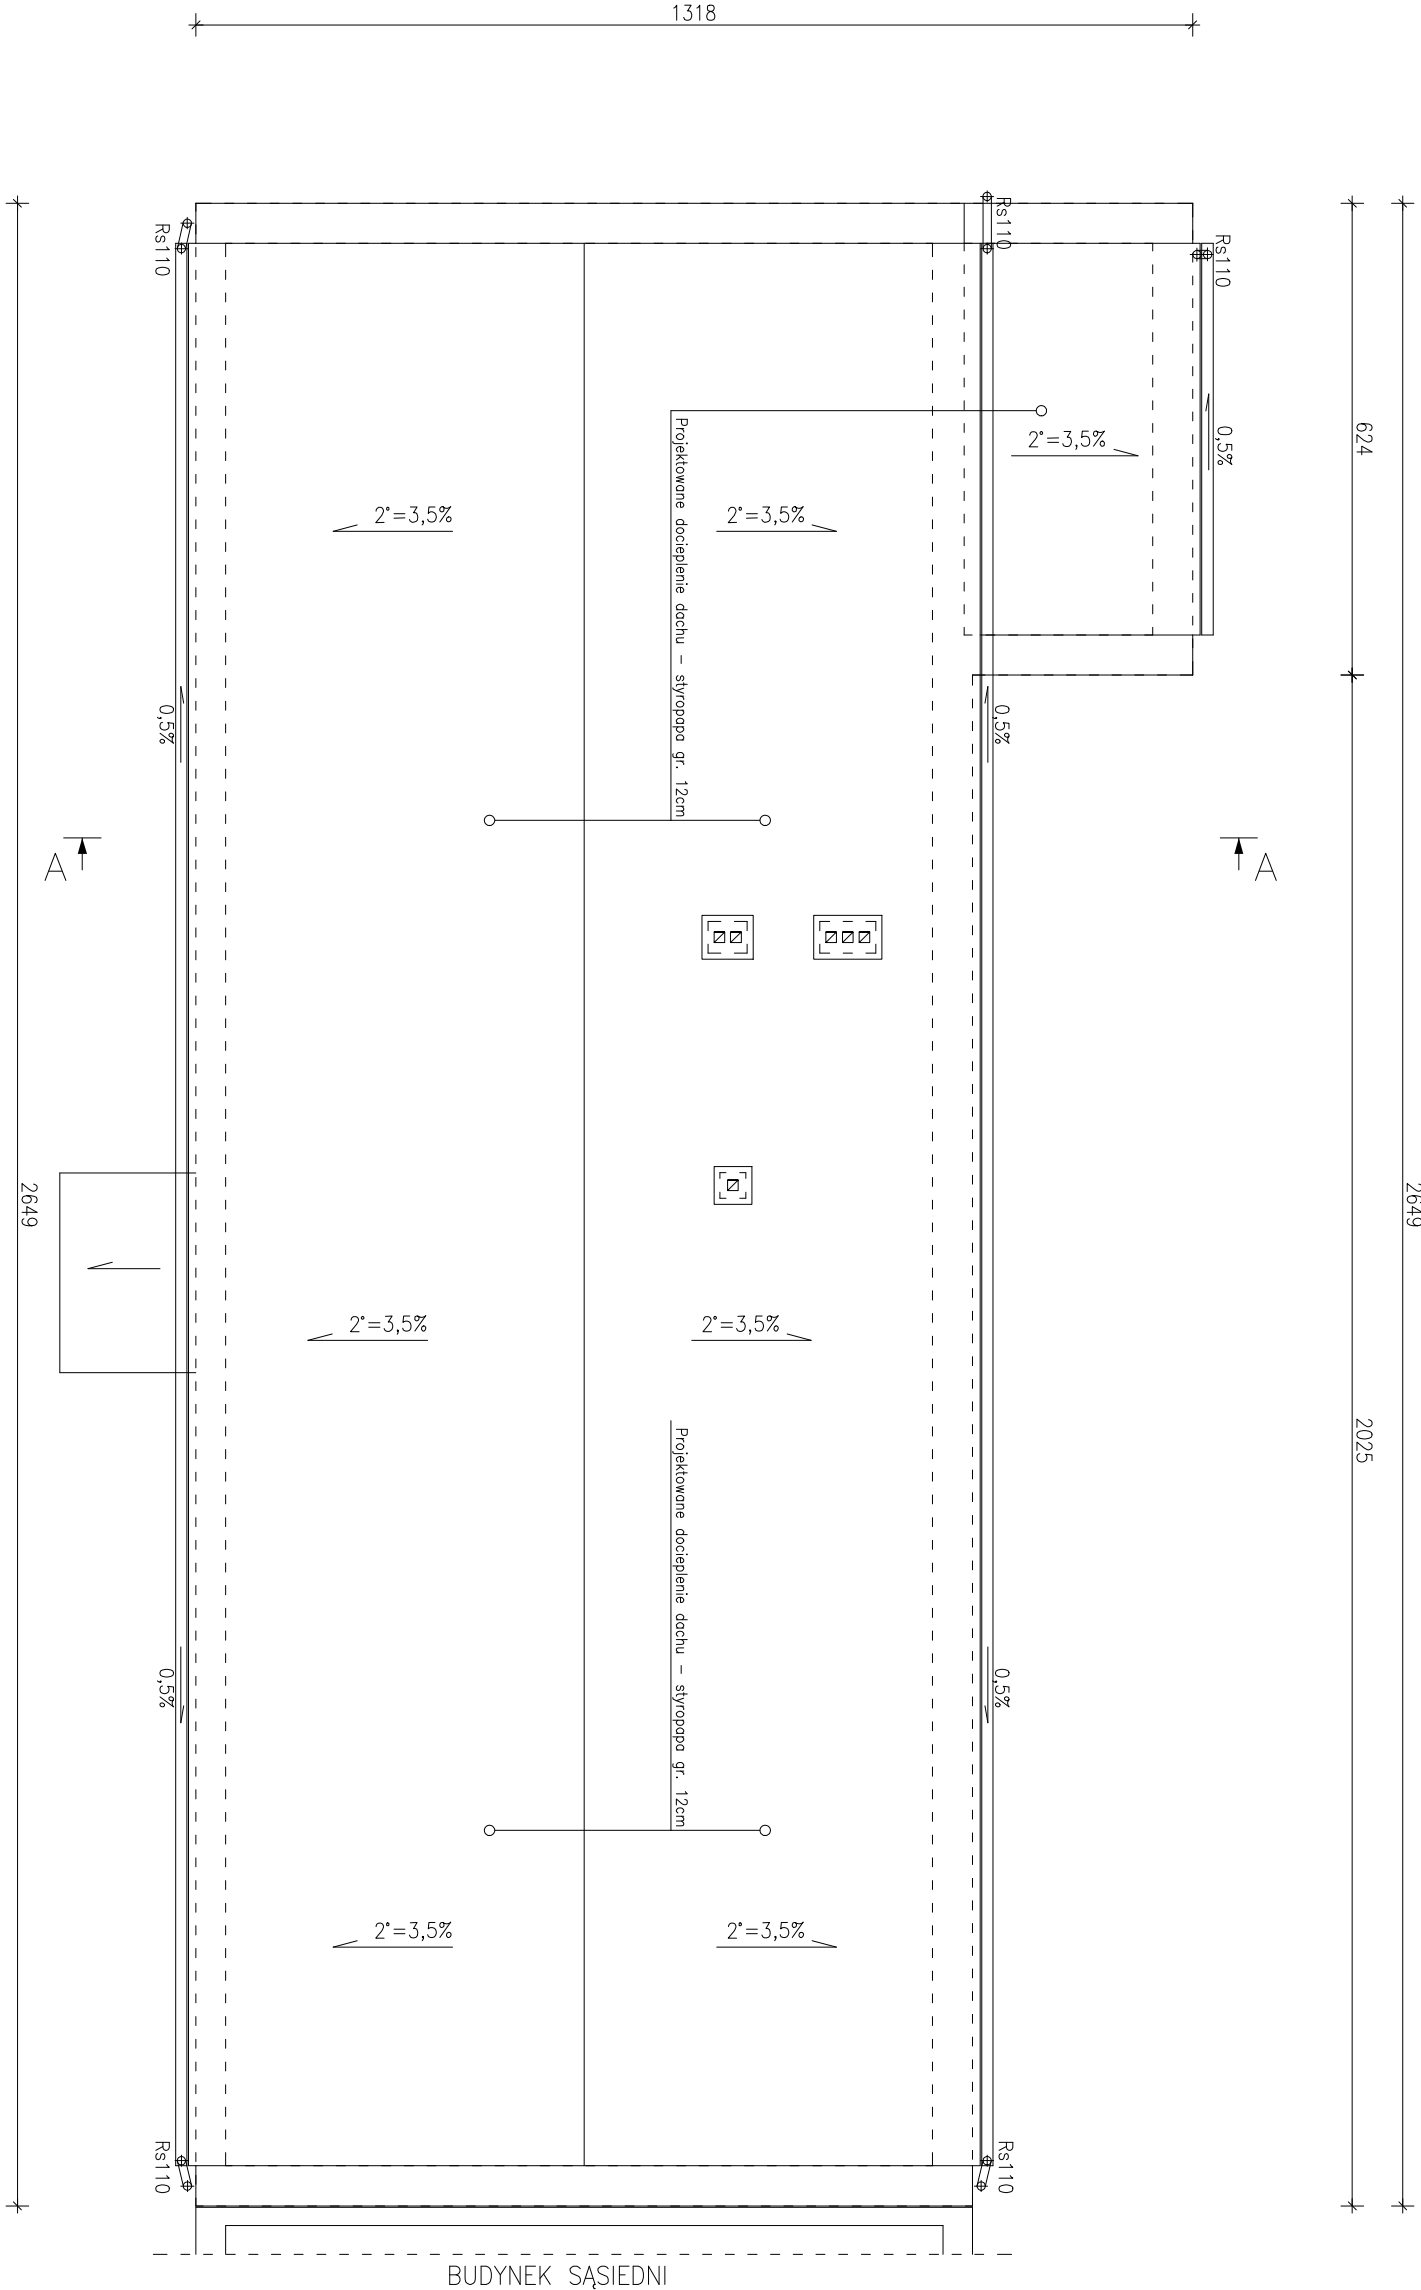 1318
Rs110
Rs110
Rs110
2°=3,5%
0,5%
624
2°=3,5%
2°=3,5%
Projektowane docieplenie dachu – styropapa gr. 12cm
0,5%
0,5%
A
A
2649
2649
2°=3,5%
2°=3,5%
2025
Projektowane docieplenie dachu – styropapa gr. 12cm
0,5%
0,5%
2°=3,5%
2°=3,5%
Rs110
Rs110
BUDYNEK SĄSIEDNI